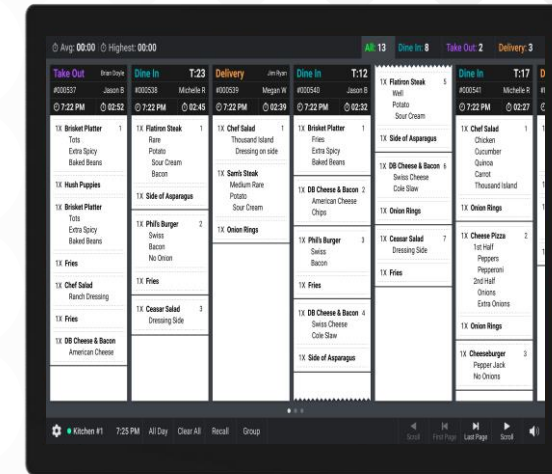 Avg: 00:00 Highest: 00:00 All: 13 Dine In: 8 Take Out: 2 Delivery: 3
Take Out Brian Doyle
#000537 Jason B
7:22 PM 02:52
1X Brisket Platter 1
Tots
Extra Spicy
Baked Beans
1X Hush Puppies
1X Brisket Platter
Tots
Extra Spicy
Baked Beans
1X Fries
1X Chef Salad
Ranch Dressing
1X Fries
1X DB Cheese & Bacon
American Cheese
Dine In T:23
#000538 Michelle R
7:22 PM 02:45
1X Flatiron Steak 1
Rare
Potato
Sour Cream
Bacon
1X Side of Asparagus
1X Phil's Burger 2
Swiss
Bacon
No Onion
1X Fries
1X Ceasar Salad 3
Dressing Side
Delivery Jim Ryan
#000539 Megan W
7:22 PM 02:39
1X Chef Salad 1
Thousand Island
Dressing on side
1X Sam's Steak
Medium Rare
Potato
Sour Cream
1X Onion Rings
Dine In T:12
#000540 Jason B
7:22 PM 02:32
1X Brisket Platter 1
Fries
Extra Spicy
Baked Beans
1X DB Cheese & Bacon 2
American Cheese
Chips
1X Phil's Burger 3
Swiss
Bacon
1X Fries
1X DB Cheese & Bacon 4
Swiss Cheese
Cole Slaw
1X Side of Asparagus
1X Flatiron Steak 5
Well
Potato
Sour Cream
1X Side of Asparagus
1X DB Cheese & Bacon 6
Swiss Cheese
Cole Slaw
1X Onion Rings
1X Ceasar Salad 7
Dressing Side
1X Fries
Dine In T:17
#000541 Michelle R
7:22 PM 02:27
1X Chef Salad 1
Chicken
Cucumber
Quinoa
Carrot
Thousand Island
1X Onion Rings
1X Cheese Pizza 2
1st Half
Peppers
Pepperoni
2nd Half
Onions
Extra Onions
1X Onion Rings
1X Cheeseburger 3
Pepper Jack
No Onions
D
Kitchen #1 7:25 PM All Day Clear All Recall Group Scroll First Page Last Page Scroll